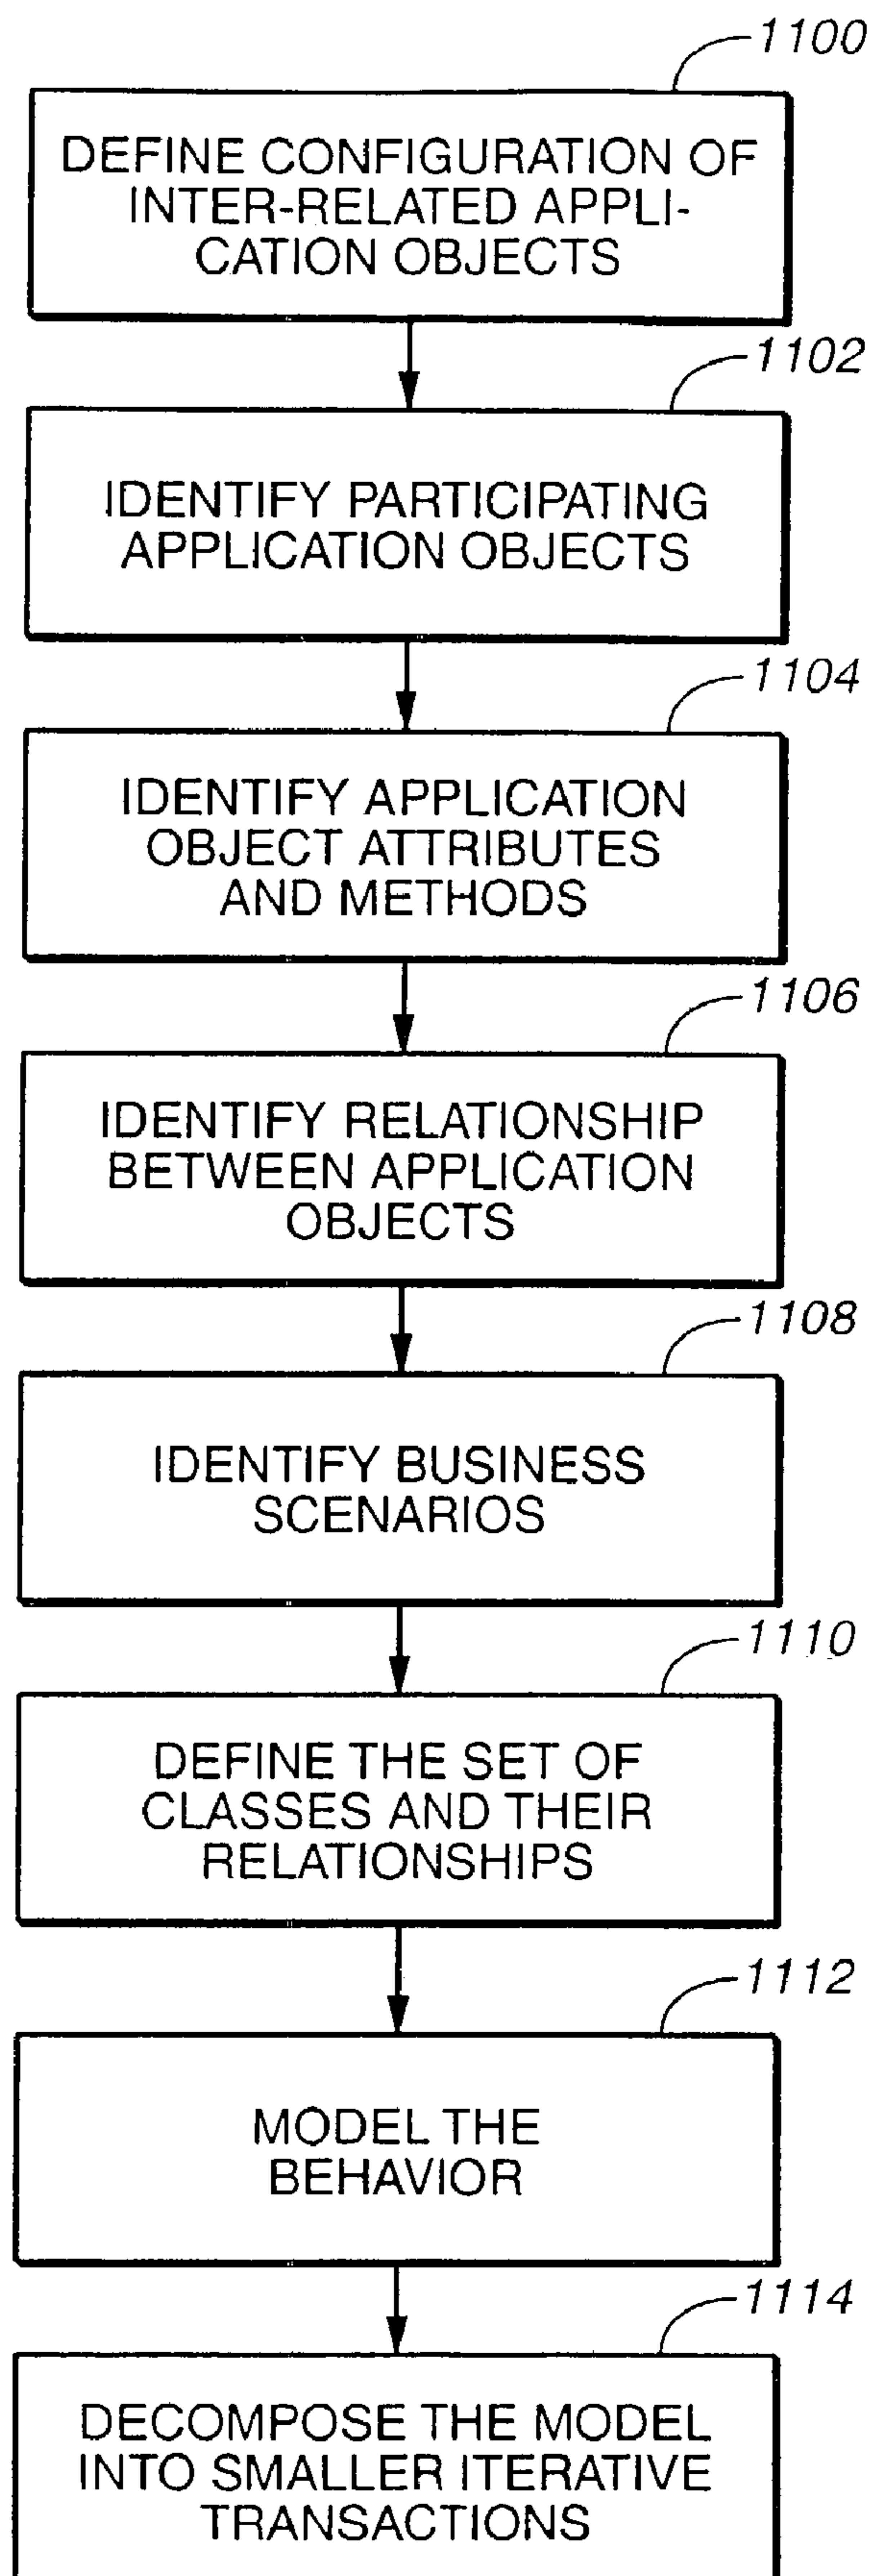 1100
DEFINE CONFIGURATION OF
INTER-RELATED APPLI-
CATION OBJECTS
1102
IDENTIFY PARTICIPATING
APPLICATION OBJECTS
1104
IDENTIFY APPLICATION
OBJECT ATTRIBUTES
AND METHODS
1106
IDENTIFY RELATIONSHIP
BETWEEN APPLICATION
OBJECTS
1108
IDENTIFY BUSINESS
SCENARIOS
1110
DEFINE THE SET OF
CLASSES AND THEIR
RELATIONSHIPS
1112
MODEL THE
BEHAVIOR
1114
DECOMPOSE THE MODEL
INTO SMALLER ITERATIVE
TRANSACTIONS